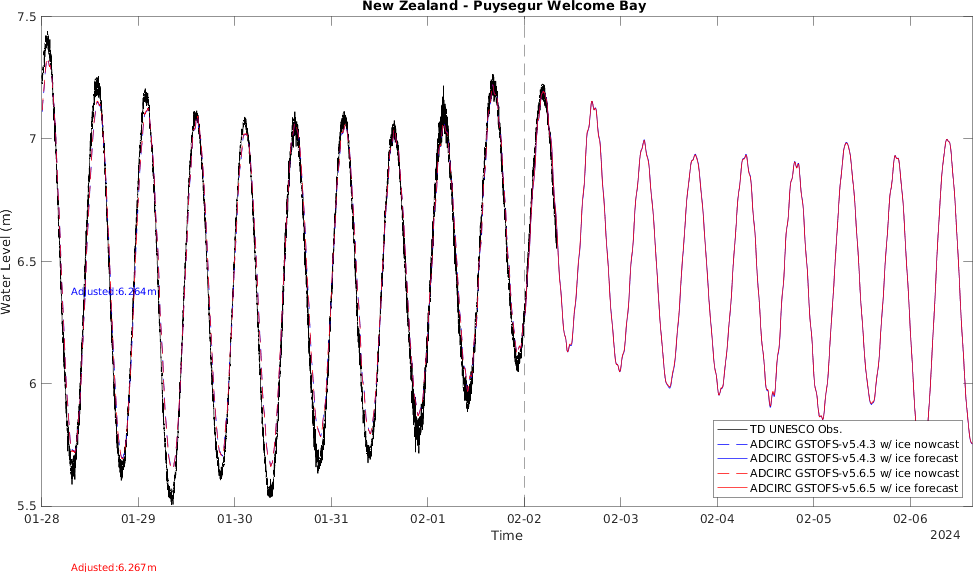 New Zealand - Puysegur Welcome Bay
7.5
7
6.5
6
5.5
Water Level (m)
Adjusted:6.264m
TD UNESCO Obs.
ADCIRC GSTOFS-v5.4.3 w/ ice nowcast
ADCIRC GSTOFS-v5.4.3 w/ ice forecast
ADCIRC GSTOFS-v5.6.5 w/ ice nowcast
ADCIRC GSTOFS-v5.6.5 w/ ice forecast
01-28 01-29 01-30 01-31 02-01 02-02 02-03 02-04 02-05 02-06
Time
2024
Adjusted:6.267m